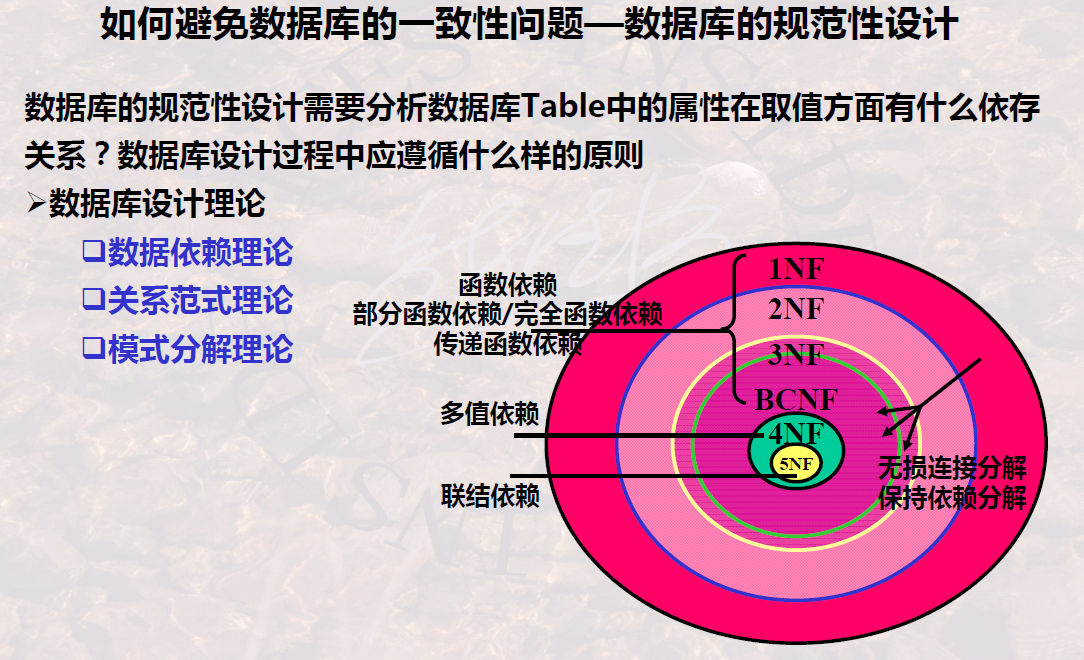 如何避免数据库的一致性问题—数据库的规范性设计
数据库的规范性设计需要分析数据库Table中的属性在取值方面有什么依存
关系？数据库设计过程中应遵循什么样的原则
数据库设计理论
数据依赖理论
关系范式理论
模式分解理论
函数依赖
部分函数依赖/完全函数依赖
传递函数依赖
多值依赖
联结依赖
1NF
2NF
3NF
BCNF
4NF
5NF
无损连接分解
保持依赖分解